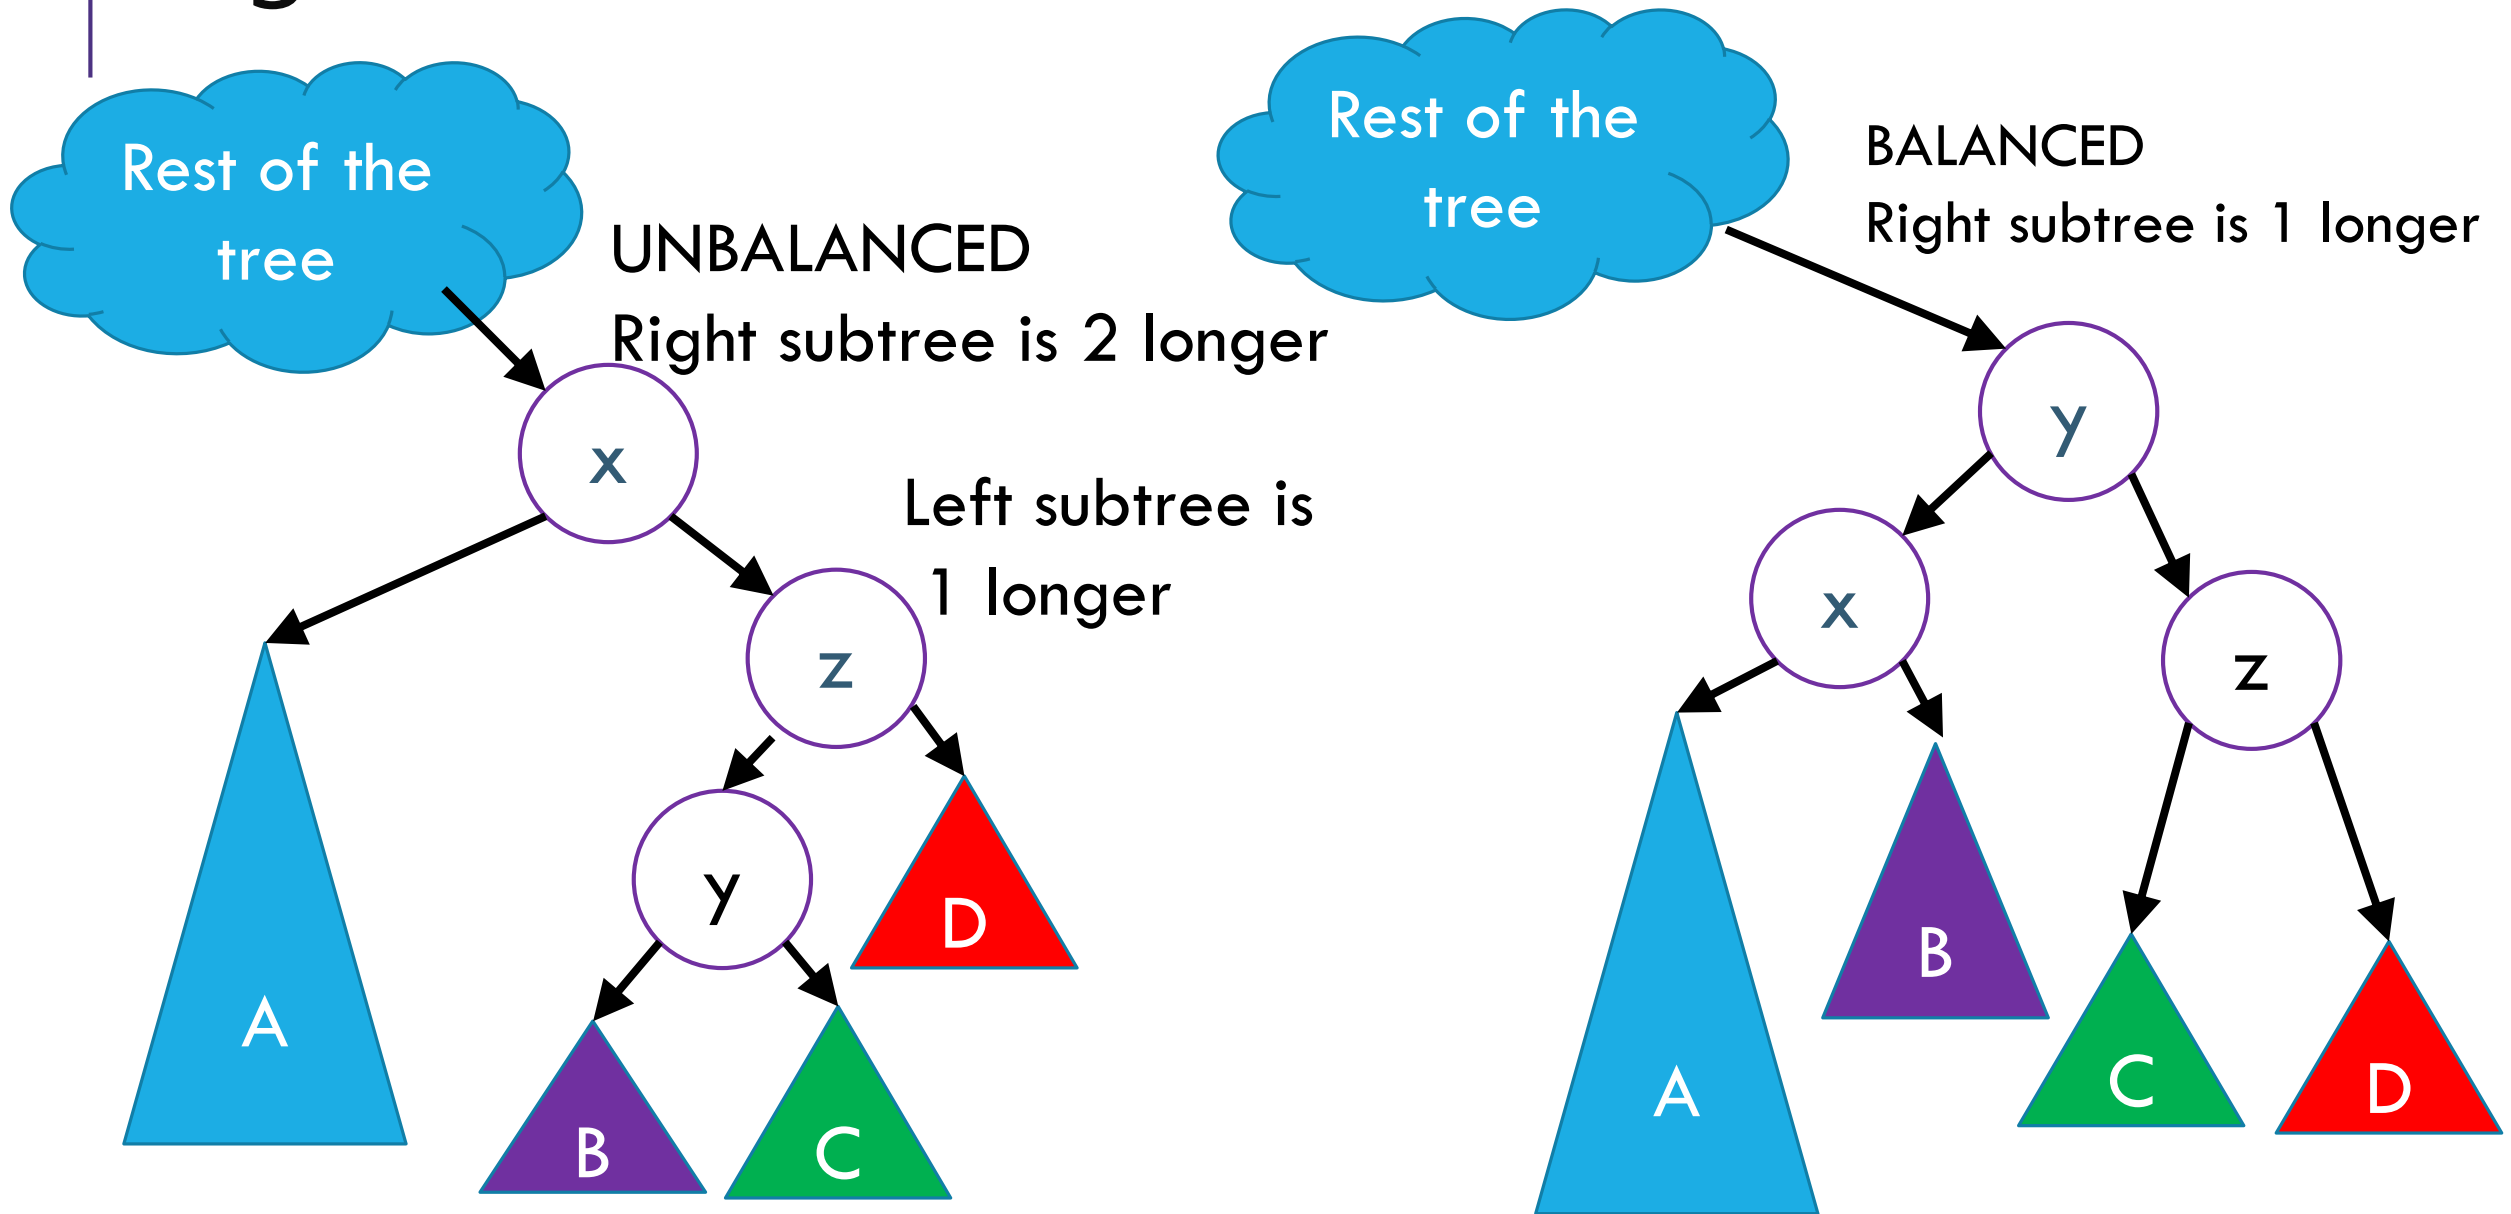 Rest of the
tree
UNBALANCED
Right subtree is 2 longer
x
Left subtree is
1 longer
z
y
D
A
B
C
Rest of the
tree
BALANCED
Right subtree is 1 longer
y
x
z
B
A
C
D